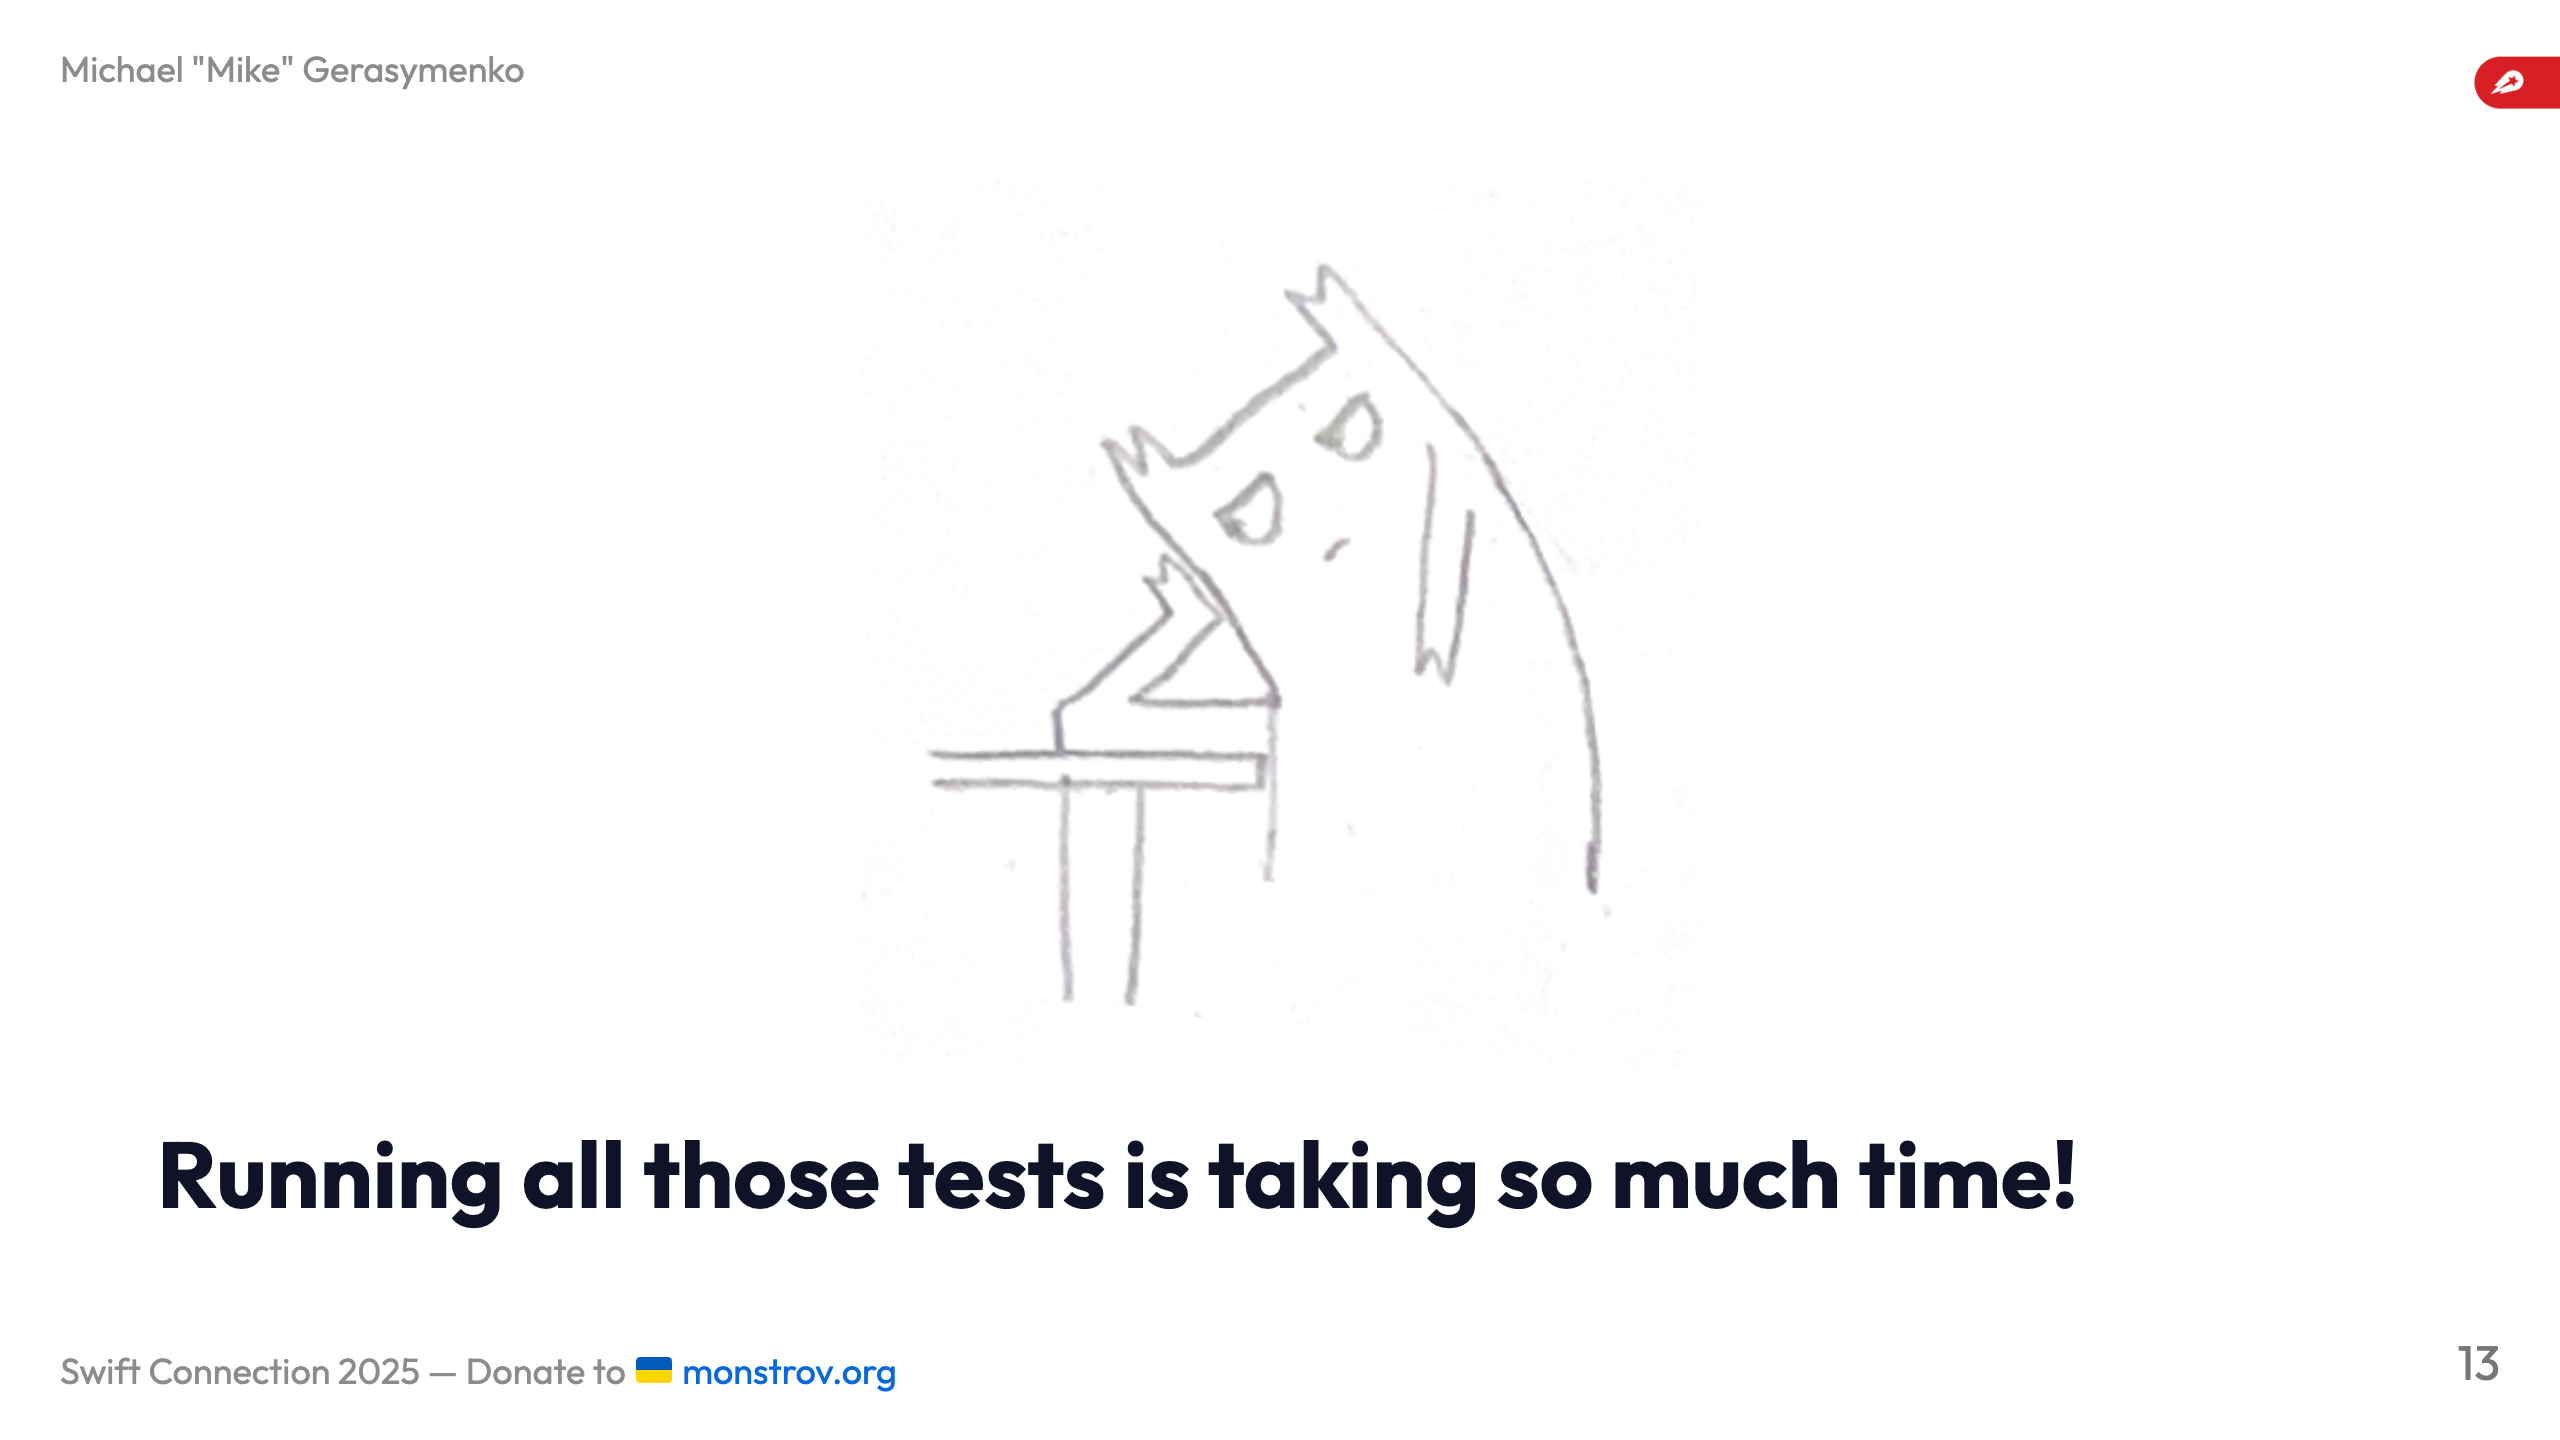 Michael "Mike" Gerasymenko
Running all those tests is taking so much time!
Swift Connection 2025 — Donate to 🇺🇦 monstrov.org
13